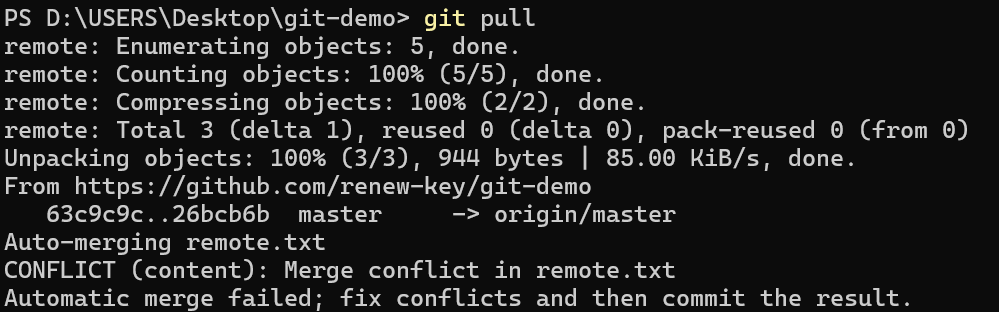 PS D:\USERS\Desktop\git-demo> git pull
remote: Enumerating objects: 5, done.
remote: Counting objects: 100% (5/5), done.
remote: Compressing objects: 100% (2/2), done.
remote: Total 3 (delta 1), reused 0 (delta 0), pack-reused 0 (from 0)
Unpacking objects: 100% (3/3), 944 bytes | 85.00 KiB/s, done.
From https://github.com/renew-key/git-demo
   63c9c9c..26bcb6b  master     -> origin/master
Auto-merging remote.txt
CONFLICT (content): Merge conflict in remote.txt
Automatic merge failed; fix conflicts and then commit the result.